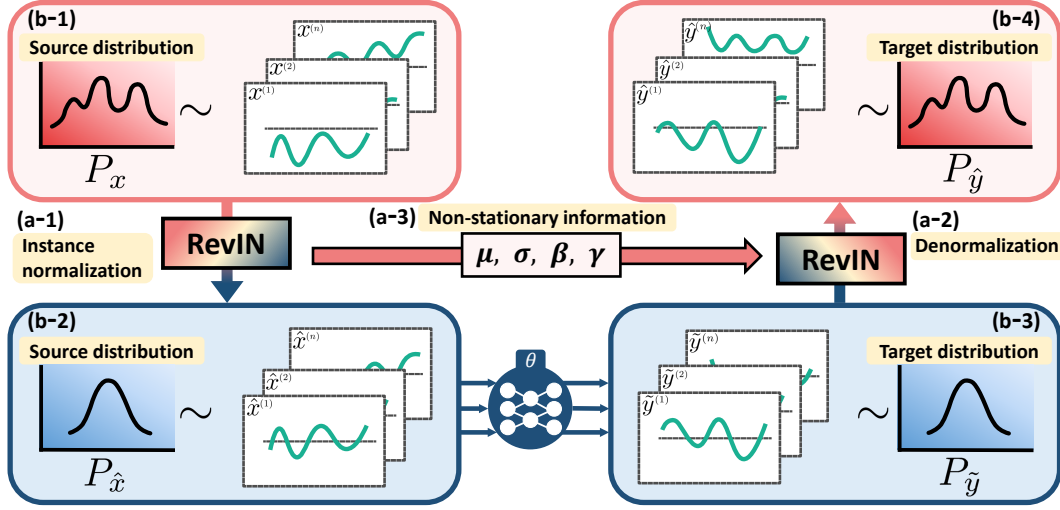 (b-1)
Source distribution
x⁽ⁿ⁾
x⁽²⁾
x⁽¹⁾
∼
Pₓ
(b-4)
Target distribution
ŷ⁽ⁿ⁾
ŷ⁽²⁾
ŷ⁽¹⁾
∼
P_ŷ
(a-1)
Instance
normalization
RevIN
(a-3)
Non-stationary information
μ, σ, β, γ
(a-2)
Denormalization
RevIN
(b-2)
Source distribution
x̂⁽ⁿ⁾
x̂⁽²⁾
x̂⁽¹⁾
∼
P_x̂
θ
(b-3)
Target distribution
ỹ⁽ⁿ⁾
ỹ⁽²⁾
ỹ⁽¹⁾
∼
P_ỹ